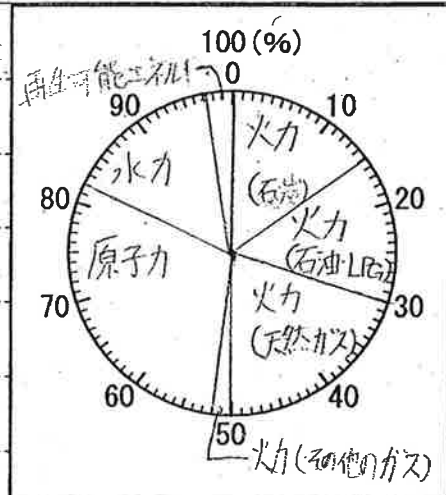 100(%)
0
再生可能エネルギー
90
10
火力
(石炭)
水力
80
20
火力
(石油・LPG)
原子力
火力
(天然ガス)
70
30
60
40
50
火力(その他のガス)